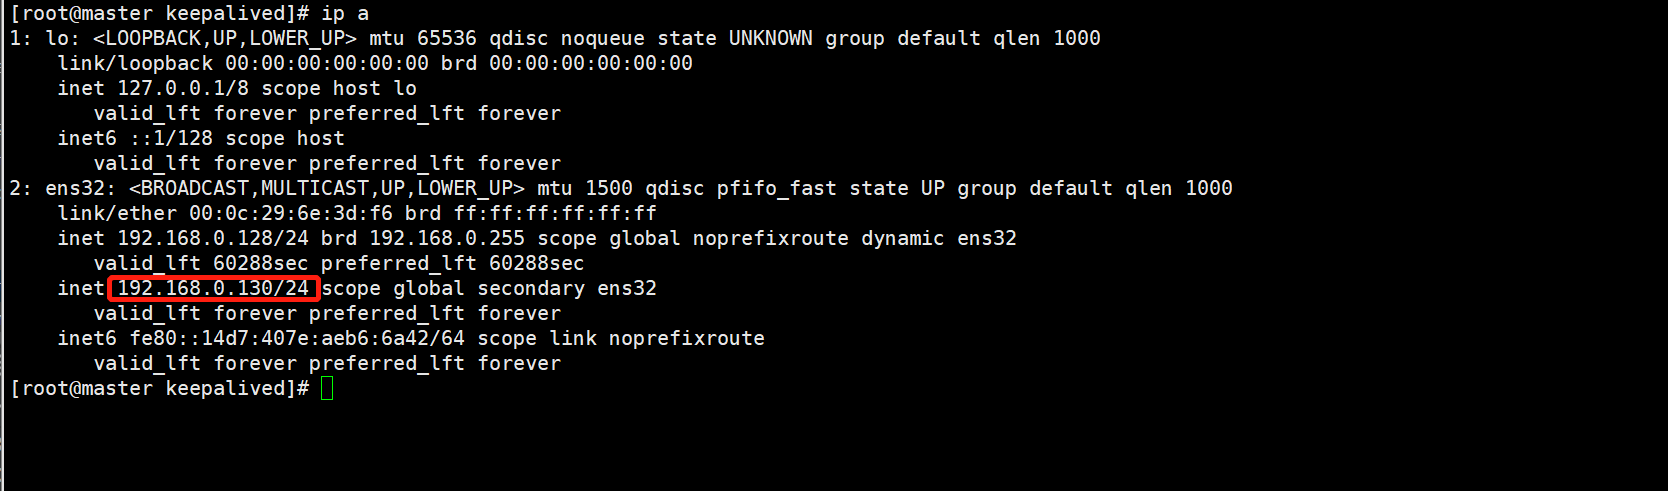 [root@master keepalived]# ip a
1: lo: <LOOPBACK,UP,LOWER_UP> mtu 65536 qdisc noqueue state UNKNOWN group default qlen 1000
    link/loopback 00:00:00:00:00:00 brd 00:00:00:00:00:00
    inet 127.0.0.1/8 scope host lo
       valid_lft forever preferred_lft forever
    inet6 ::1/128 scope host
       valid_lft forever preferred_lft forever
2: ens32: <BROADCAST,MULTICAST,UP,LOWER_UP> mtu 1500 qdisc pfifo_fast state UP group default qlen 1000
    link/ether 00:0c:29:6e:3d:f6 brd ff:ff:ff:ff:ff:ff
    inet 192.168.0.128/24 brd 192.168.0.255 scope global noprefixroute dynamic ens32
       valid_lft 60288sec preferred_lft 60288sec
    inet 192.168.0.130/24 scope global secondary ens32
       valid_lft forever preferred_lft forever
    inet6 fe80::14d7:407e:aeb6:6a42/64 scope link noprefixroute
       valid_lft forever preferred_lft forever
[root@master keepalived]#